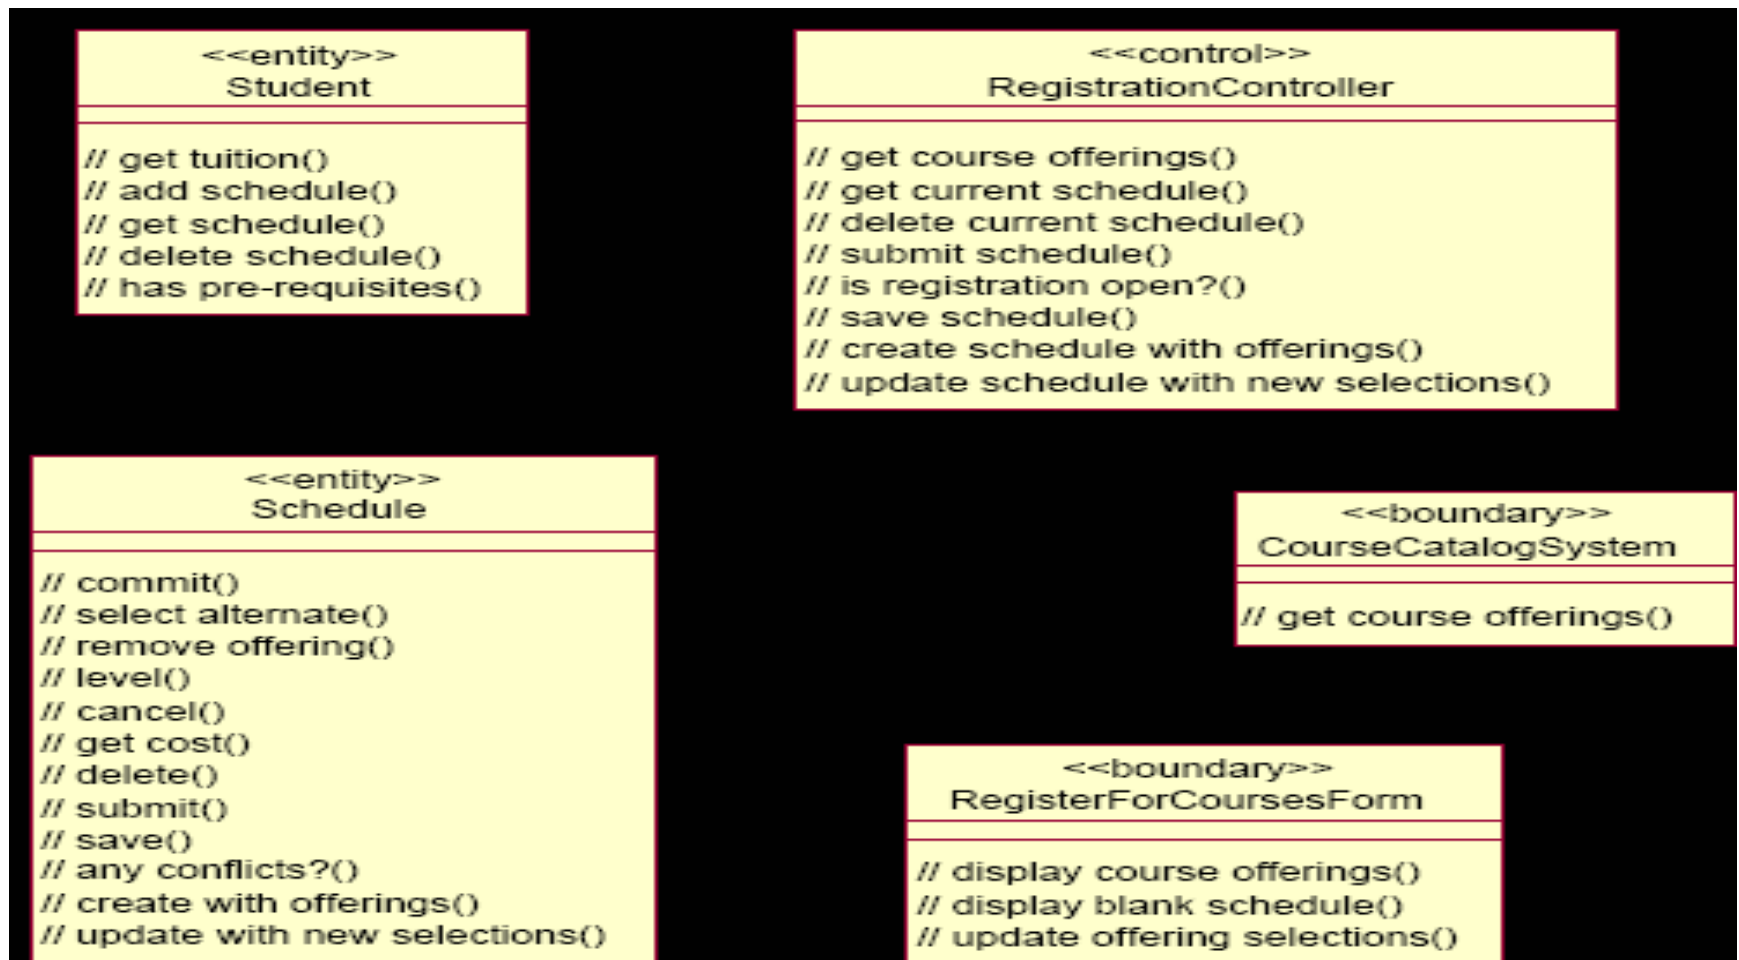 <<entity>>
Student
// get tuition()
// add schedule()
// get schedule()
// delete schedule()
// has pre-requisites()
<<control>>
RegistrationController
// get course offerings()
// get current schedule()
// delete current schedule()
// submit schedule()
// is registration open?()
// save schedule()
// create schedule with offerings()
// update schedule with new selections()
<<entity>>
Schedule
// commit()
// select alternate()
// remove offering()
// level()
// cancel()
// get cost()
// delete()
// submit()
// save()
// any conflicts?()
// create with offerings()
// update with new selections()
<<boundary>>
CourseCatalogSystem
// get course offerings()
<<boundary>>
RegisterForCoursesForm
// display course offerings()
// display blank schedule()
// update offering selections()